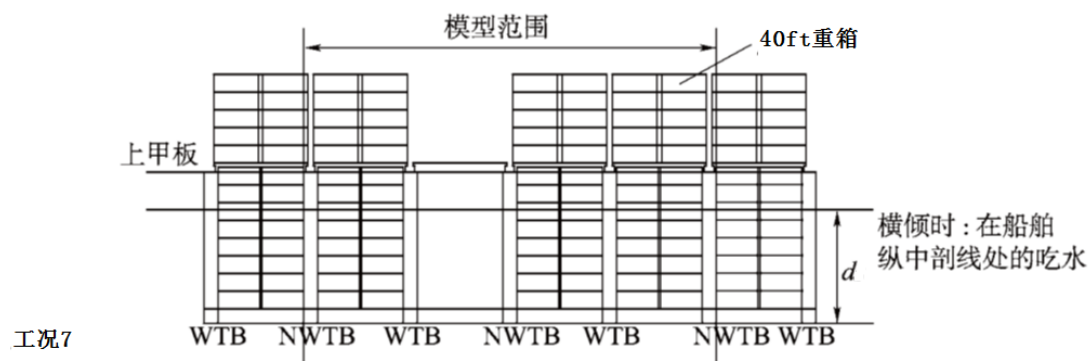 模型范围
40ft重箱
上甲板
横倾时:在船舶
纵中剖线处的吃水
d
工况7
WTB NWTB WTB NWTB WTB NWTB WTB